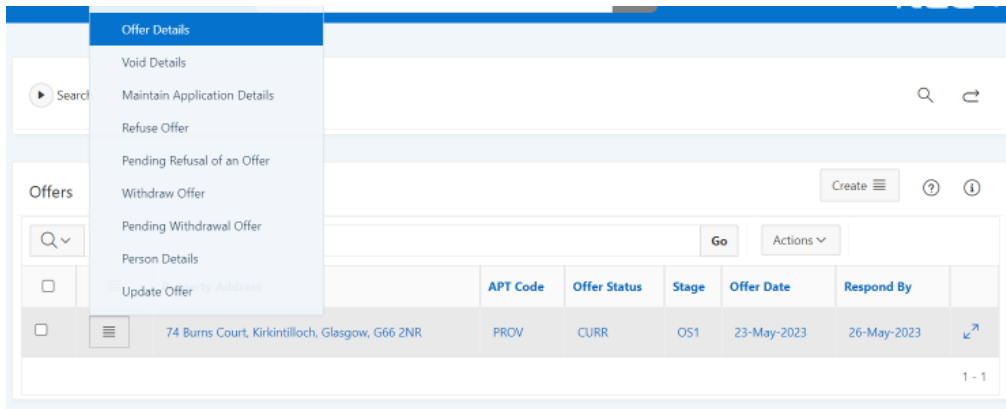 Offer Details
Void Details
Maintain Application Details
Refuse Offer
Pending Refusal of an Offer
Withdraw Offer
Pending Withdrawal Offer
Person Details
Update Offer
Offers
Create
Go
Actions
Address APT Code Offer Status Stage Offer Date Respond By
74 Burns Court, Kirkintilloch, Glasgow, G66 2NR PROV CURR OS1 23-May-2023 26-May-2023
1 - 1